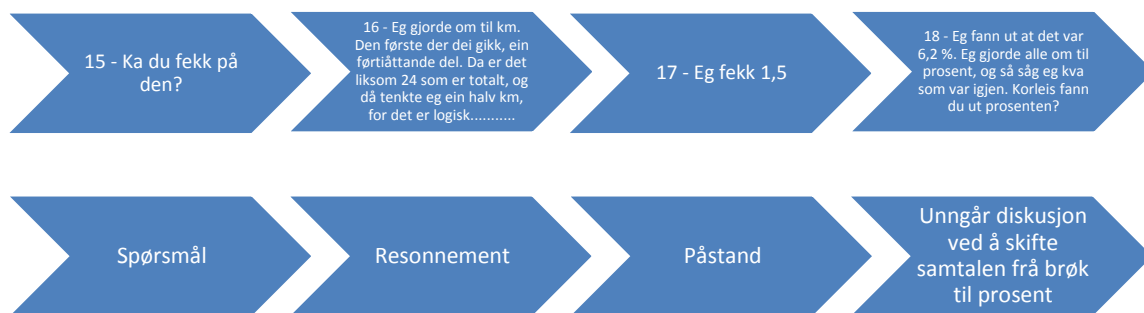 15 - Ka du fekk på
den?
16 - Eg gjorde om til km.
Den første der dei gikk, ein
førtiåttande del. Da er det
liksom 24 som er totalt, og
då tenkte eg ein halv km,
for det er logisk...........
17 - Eg fekk 1,5
18 - Eg fann ut at det var
6,2 %. Eg gjorde alle om til
prosent, og så såg eg kva
som var igjen. Korleis fann
du ut prosenten?
Spørsmål
Resonnement
Påstand
Unngår diskusjon
ved å skifte
samtalen frå brøk
til prosent